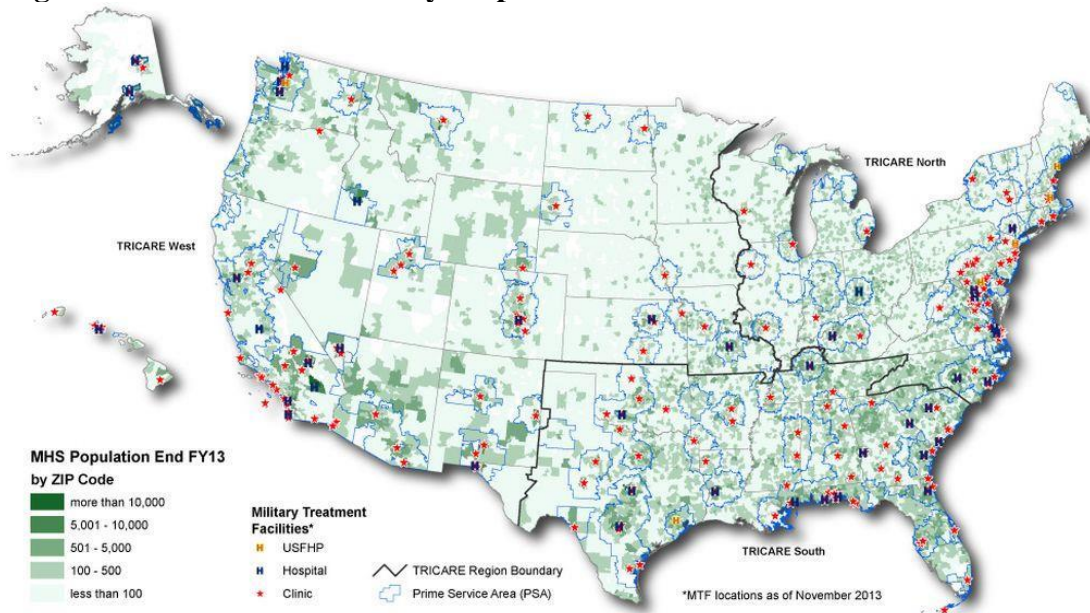 TRICARE North
TRICARE West
MHS Population End FY13
by ZIP Code
more than 10,000
5,001 - 10,000
501 - 5,000
100 - 500
less than 100
Military Treatment
Facilities*
H USFHP
H Hospital
Clinic
TRICARE Region Boundary
Prime Service Area (PSA)
TRICARE South
*MTF locations as of November 2013